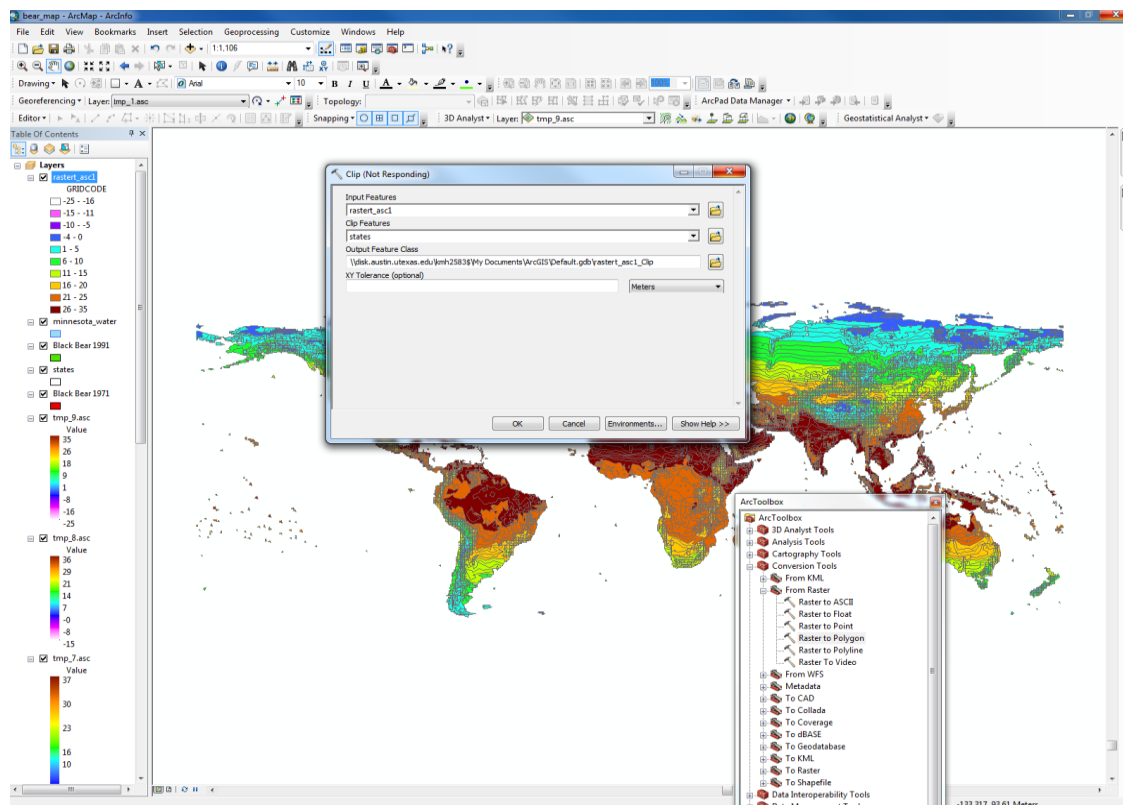 bear_map - ArcMap - ArcInfo
File Edit View Bookmarks Insert Selection Geoprocessing Customize Windows Help
1:1,106
Drawing Arial 10 B I U A 100%
Georeferencing Layer: tmp_1.asc Topology: ArcPad Data Manager
Editor Snapping 3D Analyst Layer: tmp_9.asc Geostatistical Analyst
Table Of Contents
Layers
rastert_asc1
GRIDCODE
-25 - -16
-15 - -11
-10 - -5
-4 - 0
1 - 5
6 - 10
11 - 15
16 - 20
21 - 25
26 - 35
minnesota_water
Black Bear 1991
states
Black Bear 1971
tmp_9.asc
Value
35
26
18
9
1
-8
-16
-25
tmp_8.asc
Value
36
29
21
14
7
-0
-8
-15
tmp_7.asc
Value
37
30
23
16
10
Clip (Not Responding)
Input Features
rastert_asc1
Clip Features
states
Output Feature Class
\\disk.austin.utexas.edu\kmh2583$\My Documents\ArcGIS\Default.gdb\rastert_asc1_Clip
XY Tolerance (optional)
Meters
OK Cancel Environments... Show Help >>
ArcToolbox
ArcToolbox
3D Analyst Tools
Analysis Tools
Cartography Tools
Conversion Tools
From KML
From Raster
Raster to ASCII
Raster to Float
Raster to Point
Raster to Polygon
Raster to Polyline
Raster To Video
From WFS
Metadata
To CAD
To Collada
To Coverage
To dBASE
To Geodatabase
To KML
To Raster
To Shapefile
Data Interoperability Tools